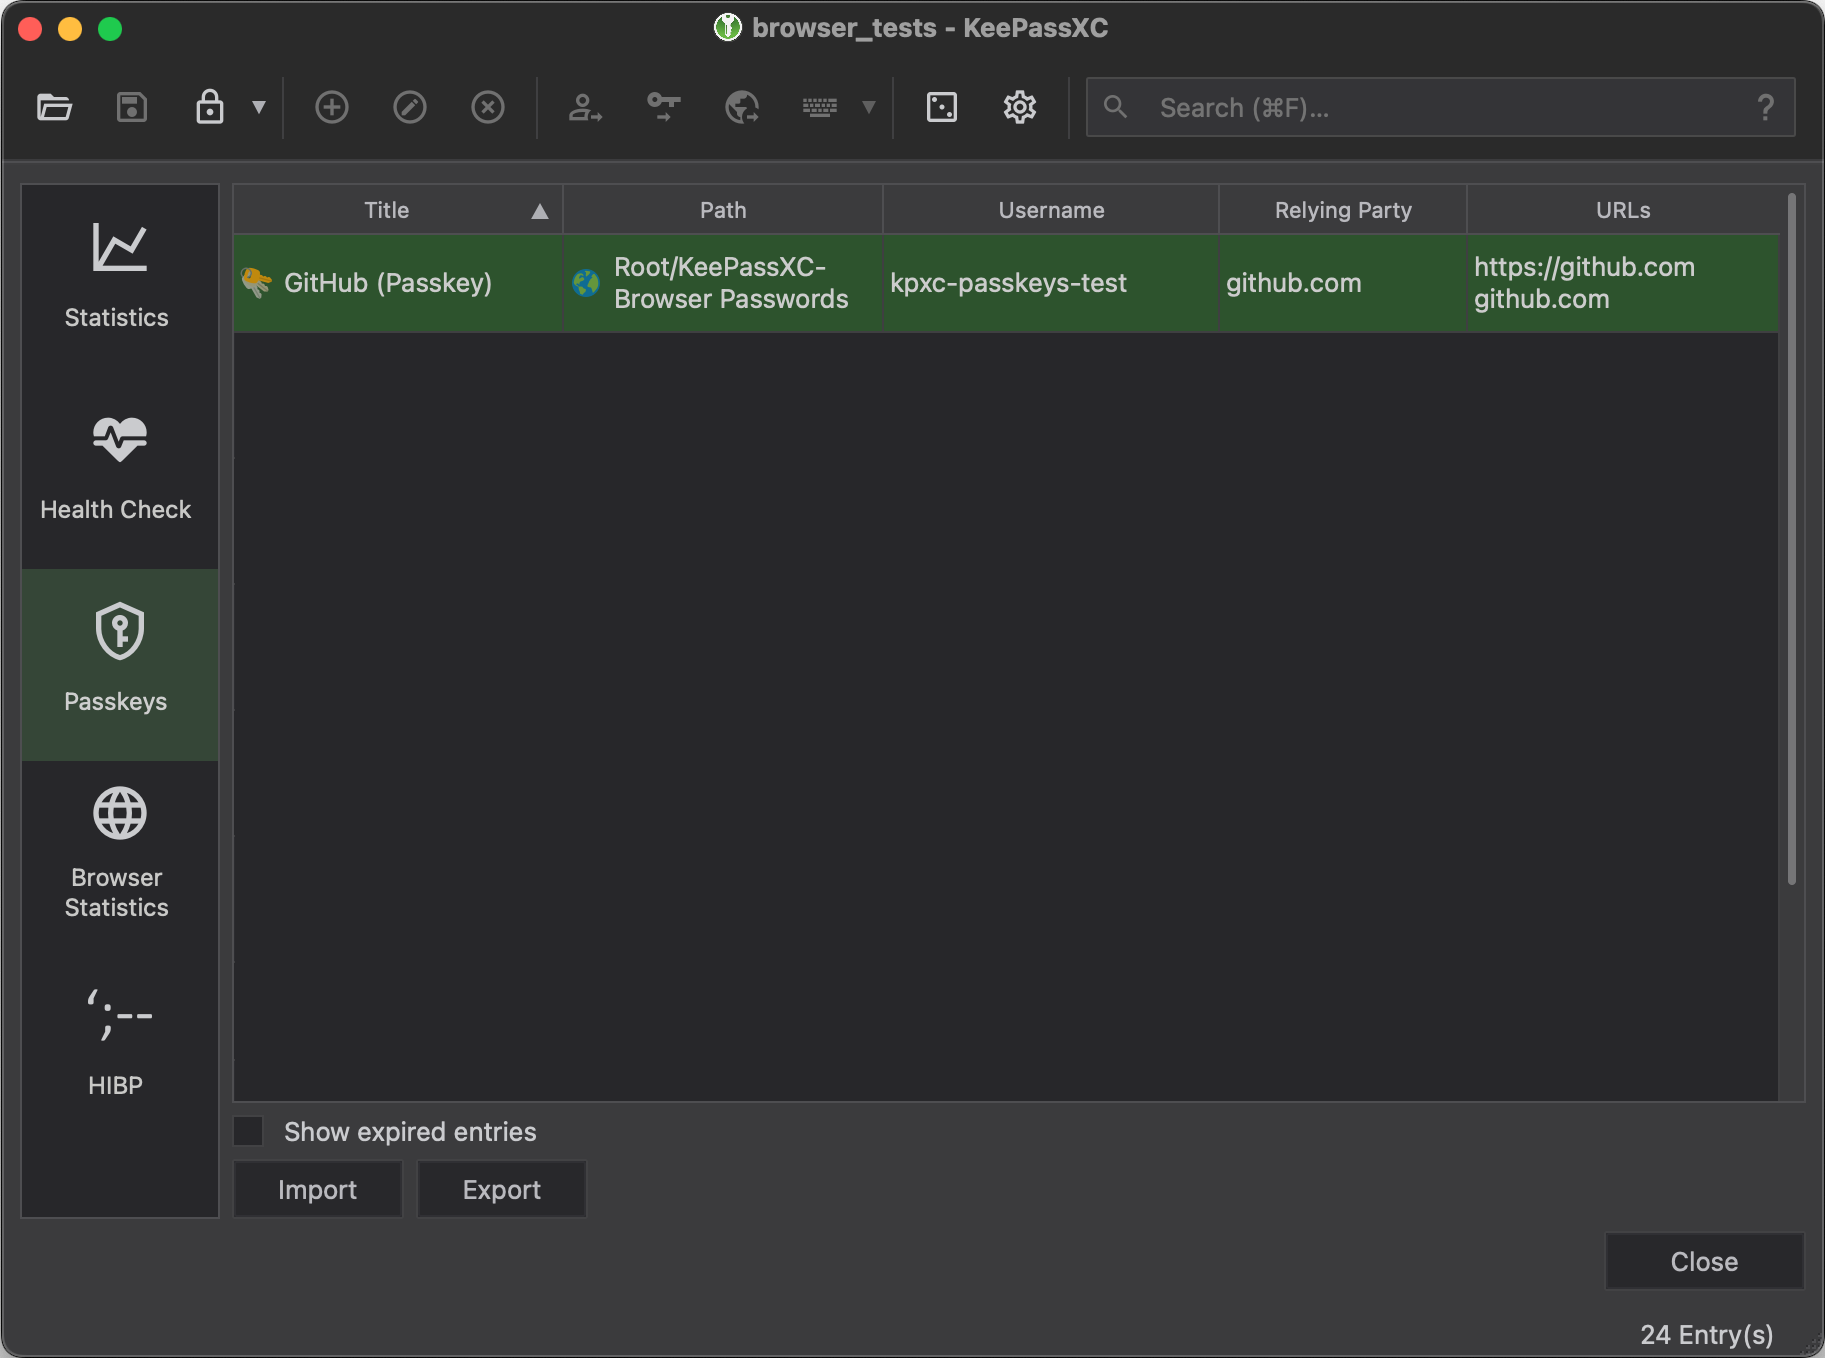 browser_tests - KeePassXC
Search (⌘F)...
?
Statistics
Health Check
Passkeys
Browser
Statistics
‘;--
HIBP
Title
Path
Username
Relying Party
URLs
GitHub (Passkey)
Root/KeePassXC-
Browser Passwords
kpxc-passkeys-test
github.com
https://github.com
github.com
Show expired entries
Import
Export
Close
24 Entry(s)